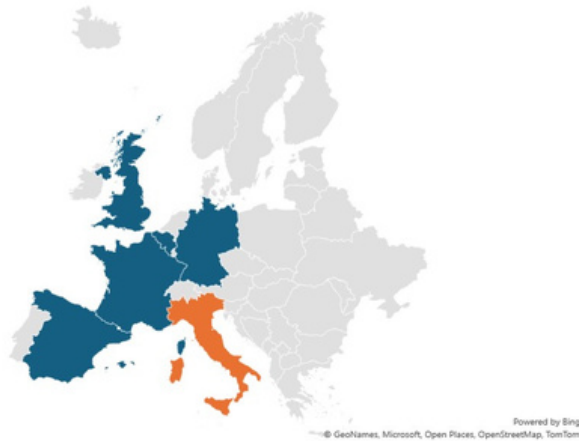 Powered by Bing
© GeoNames, Microsoft, Open Places, OpenStreetMap, TomTom